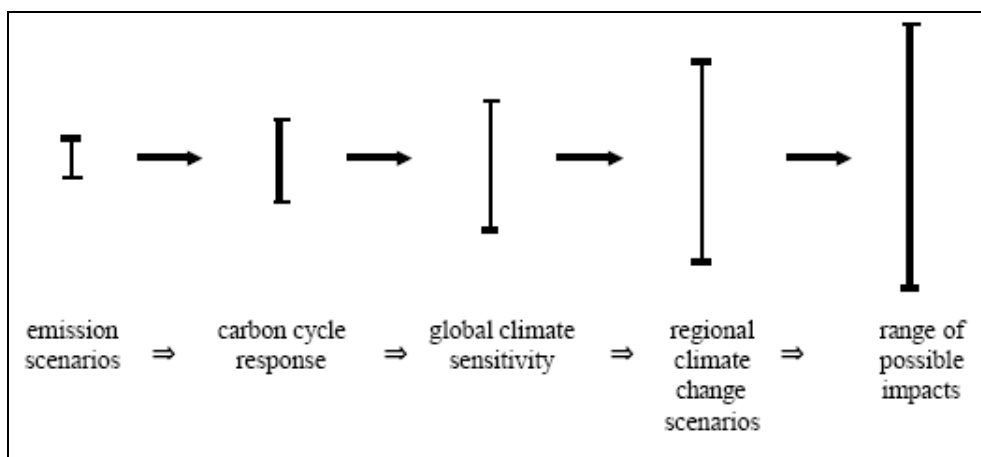 emission
scenarios
⇒
carbon cycle
response
⇒
global climate
sensitivity
⇒
regional
climate
change
scenarios
⇒
range of
possible
impacts